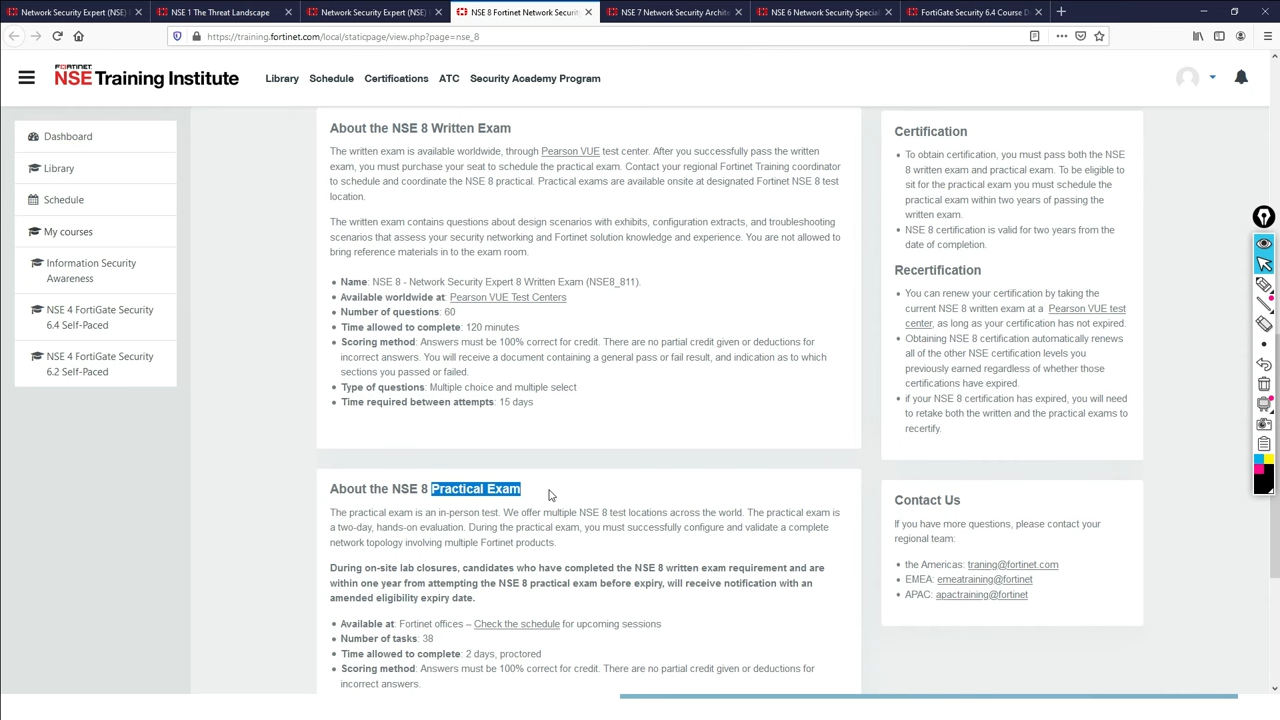 Network Security Expert (NSE)
NSE 1 The Threat Landscape
Network Security Expert (NSE)
NSE 8 Fortinet Network Securi
NSE 7 Network Security Archite
NSE 6 Network Security Special
FortiGate Security 6.4 Course D
https://training.fortinet.com/local/staticpage/view.php?page=nse_8
FORTINET
NSE Training Institute
Library Schedule Certifications ATC Security Academy Program
Dashboard
Library
Schedule
My courses
Information Security
Awareness
NSE 4 FortiGate Security
6.4 Self-Paced
NSE 4 FortiGate Security
6.2 Self-Paced
About the NSE 8 Written Exam
The written exam is available worldwide, through Pearson VUE test center. After you successfully pass the written
exam, you must purchase your seat to schedule the practical exam. Contact your regional Fortinet Training coordinator
to schedule and coordinate the NSE 8 practical. Practical exams are available onsite at designated Fortinet NSE 8 test
location.
The written exam contains questions about design scenarios with exhibits, configuration extracts, and troubleshooting
scenarios that assess your security networking and Fortinet solution knowledge and experience. You are not allowed to
bring reference materials in to the exam room.
Name: NSE 8 - Network Security Expert 8 Written Exam (NSE8_811).
Available worldwide at: Pearson VUE Test Centers
Number of questions: 60
Time allowed to complete: 120 minutes
Scoring method: Answers must be 100% correct for credit. There are no partial credit given or deductions for
incorrect answers. You will receive a document containing a general pass or fail result, and indication as to which
sections you passed or failed.
Type of questions: Multiple choice and multiple select
Time required between attempts: 15 days
About the NSE 8 Practical Exam
The practical exam is an in-person test. We offer multiple NSE 8 test locations across the world. The practical exam is
a two-day, hands-on evaluation. During the practical exam, you must successfully configure and validate a complete
network topology involving multiple Fortinet products.
During on-site lab closures, candidates who have completed the NSE 8 written exam requirement and are
within one year from attempting the NSE 8 practical exam before expiry, will receive notification with an
amended eligibility expiry date.
Available at: Fortinet offices – Check the schedule for upcoming sessions
Number of tasks: 38
Time allowed to complete: 2 days, proctored
Scoring method: Answers must be 100% correct for credit. There are no partial credit given or deductions for
incorrect answers.
Certification
To obtain certification, you must pass both the NSE
8 written exam and practical exam. To be eligible to
sit for the practical exam you must schedule the
practical exam within two years of passing the
written exam.
NSE 8 certification is valid for two years from the
date of completion.
Recertification
You can renew your certification by taking the
current NSE 8 written exam at a Pearson VUE test
center, as long as your certification has not expired.
Obtaining NSE 8 certification automatically renews
all of the other NSE certification levels you
previously earned regardless of whether those
certifications have expired.
if your NSE 8 certification has expired, you will need
to retake both the written and the practical exams to
recertify.
Contact Us
If you have more questions, please contact your
regional team:
the Americas: traning@fortinet.com
EMEA: emeatraining@fortinet
APAC: apactraining@fortinet